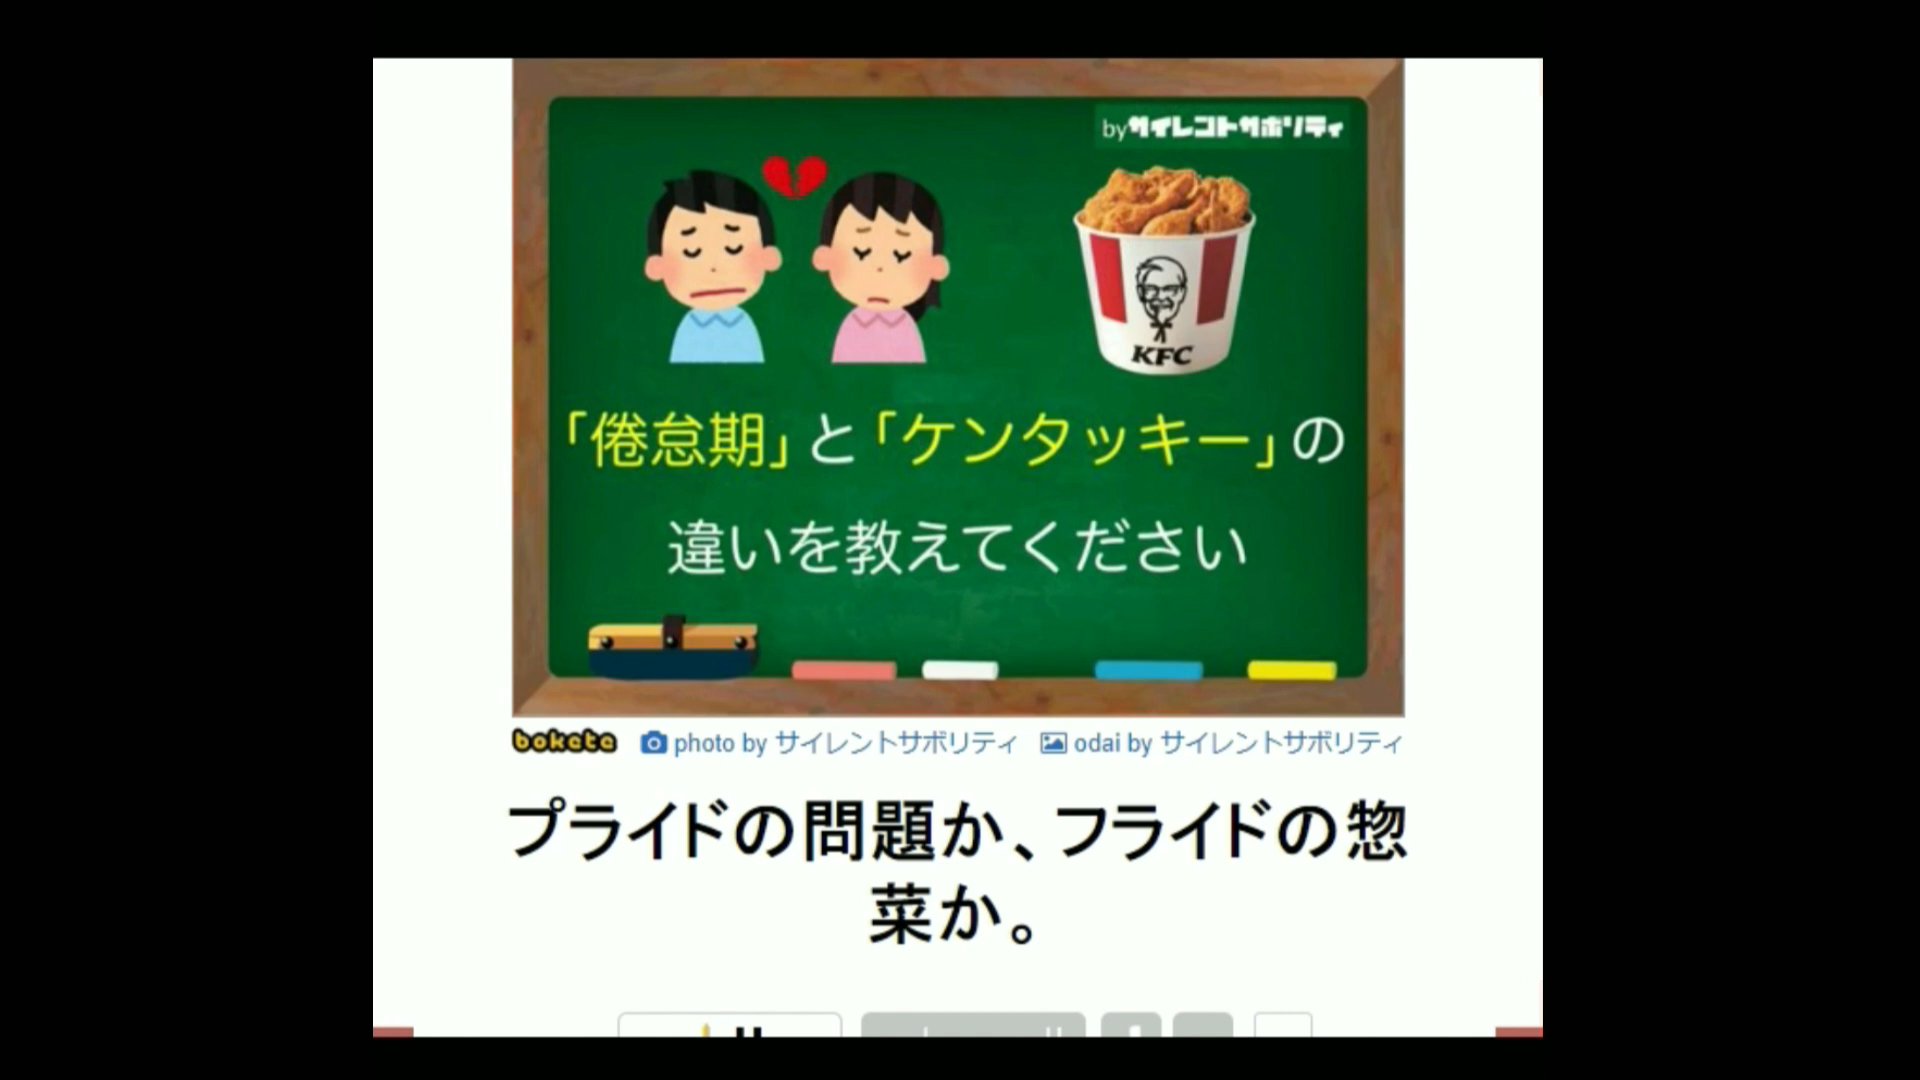 byサイレントサボリティ
KFC
「倦怠期」と「ケンタッキー」の
違いを教えてください
bokete photo by サイレントサボリティ odai by サイレントサボリティ
プライドの問題か、フライドの惣
菜か。